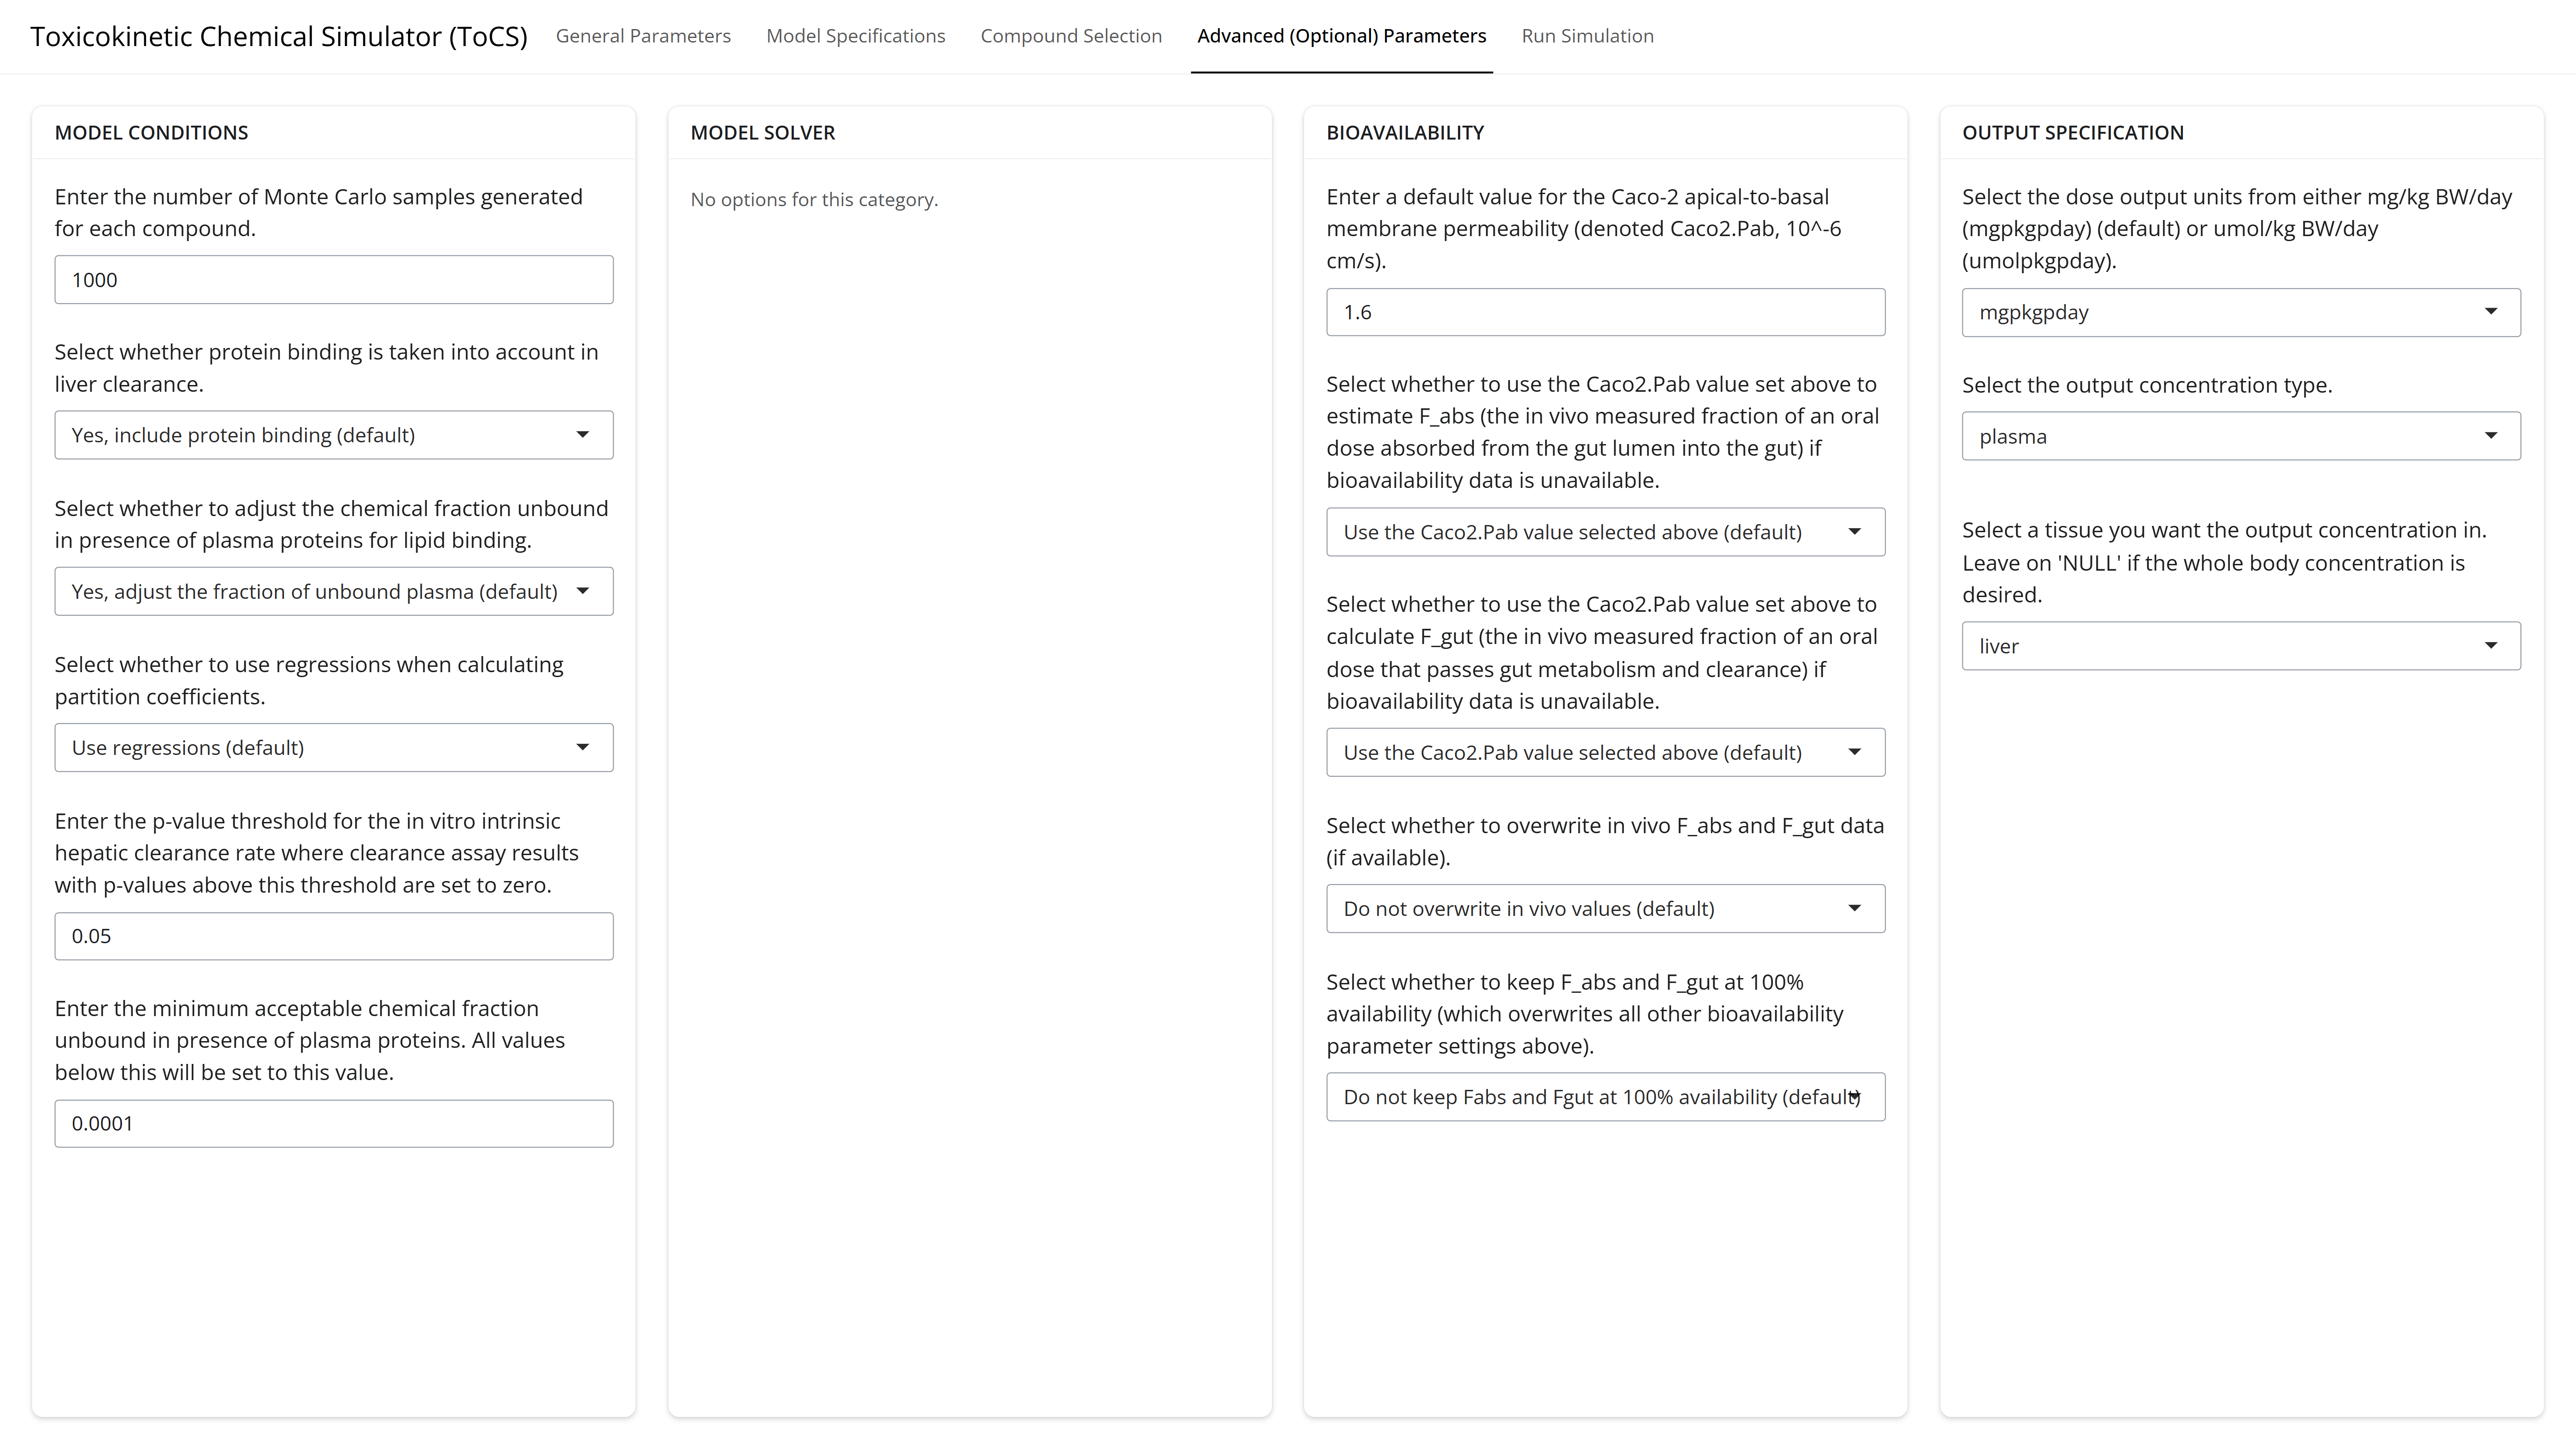 Toxicokinetic Chemical Simulator (ToCS)
General Parameters
Model Specifications
Compound Selection
Advanced (Optional) Parameters
Run Simulation
MODEL CONDITIONS
Enter the number of Monte Carlo samples generated
for each compound.
1000
Select whether protein binding is taken into account in
liver clearance.
Yes, include protein binding (default)
Select whether to adjust the chemical fraction unbound
in presence of plasma proteins for lipid binding.
Yes, adjust the fraction of unbound plasma (default)
Select whether to use regressions when calculating
partition coefficients.
Use regressions (default)
Enter the p-value threshold for the in vitro intrinsic
hepatic clearance rate where clearance assay results
with p-values above this threshold are set to zero.
0.05
Enter the minimum acceptable chemical fraction
unbound in presence of plasma proteins. All values
below this will be set to this value.
0.0001
MODEL SOLVER
No options for this category.
BIOAVAILABILITY
Enter a default value for the Caco-2 apical-to-basal
membrane permeability (denoted Caco2.Pab, 10^-6
cm/s).
1.6
Select whether to use the Caco2.Pab value set above to
estimate F_abs (the in vivo measured fraction of an oral
dose absorbed from the gut lumen into the gut) if
bioavailability data is unavailable.
Use the Caco2.Pab value selected above (default)
Select whether to use the Caco2.Pab value set above to
calculate F_gut (the in vivo measured fraction of an oral
dose that passes gut metabolism and clearance) if
bioavailability data is unavailable.
Use the Caco2.Pab value selected above (default)
Select whether to overwrite in vivo F_abs and F_gut data
(if available).
Do not overwrite in vivo values (default)
Select whether to keep F_abs and F_gut at 100%
availability (which overwrites all other bioavailability
parameter settings above).
Do not keep Fabs and Fgut at 100% availability (default)
OUTPUT SPECIFICATION
Select the dose output units from either mg/kg BW/day
(mgpkgpday) (default) or umol/kg BW/day
(umolpkgpday).
mgpkgpday
Select the output concentration type.
plasma
Select a tissue you want the output concentration in.
Leave on 'NULL' if the whole body concentration is
desired.
liver